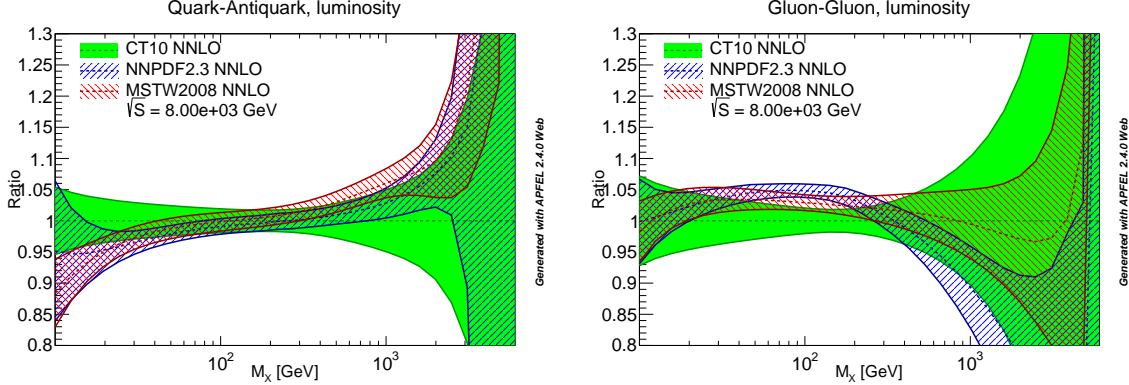 Quark-Antiquark, luminosity
1.3
1.25
1.2
1.15
1.1
1.05
1
0.95
0.9
0.85
0.8
Ratio
CT10 NNLO
NNPDF2.3 NNLO
MSTW2008 NNLO
√S = 8.00e+03 GeV
10²
10³
M_X [GeV]
Generated with APFEL 2.4.0 Web
Gluon-Gluon, luminosity
1.3
1.25
1.2
1.15
1.1
1.05
1
0.95
0.9
0.85
0.8
Ratio
CT10 NNLO
NNPDF2.3 NNLO
MSTW2008 NNLO
√S = 8.00e+03 GeV
10²
10³
M_X [GeV]
Generated with APFEL 2.4.0 Web